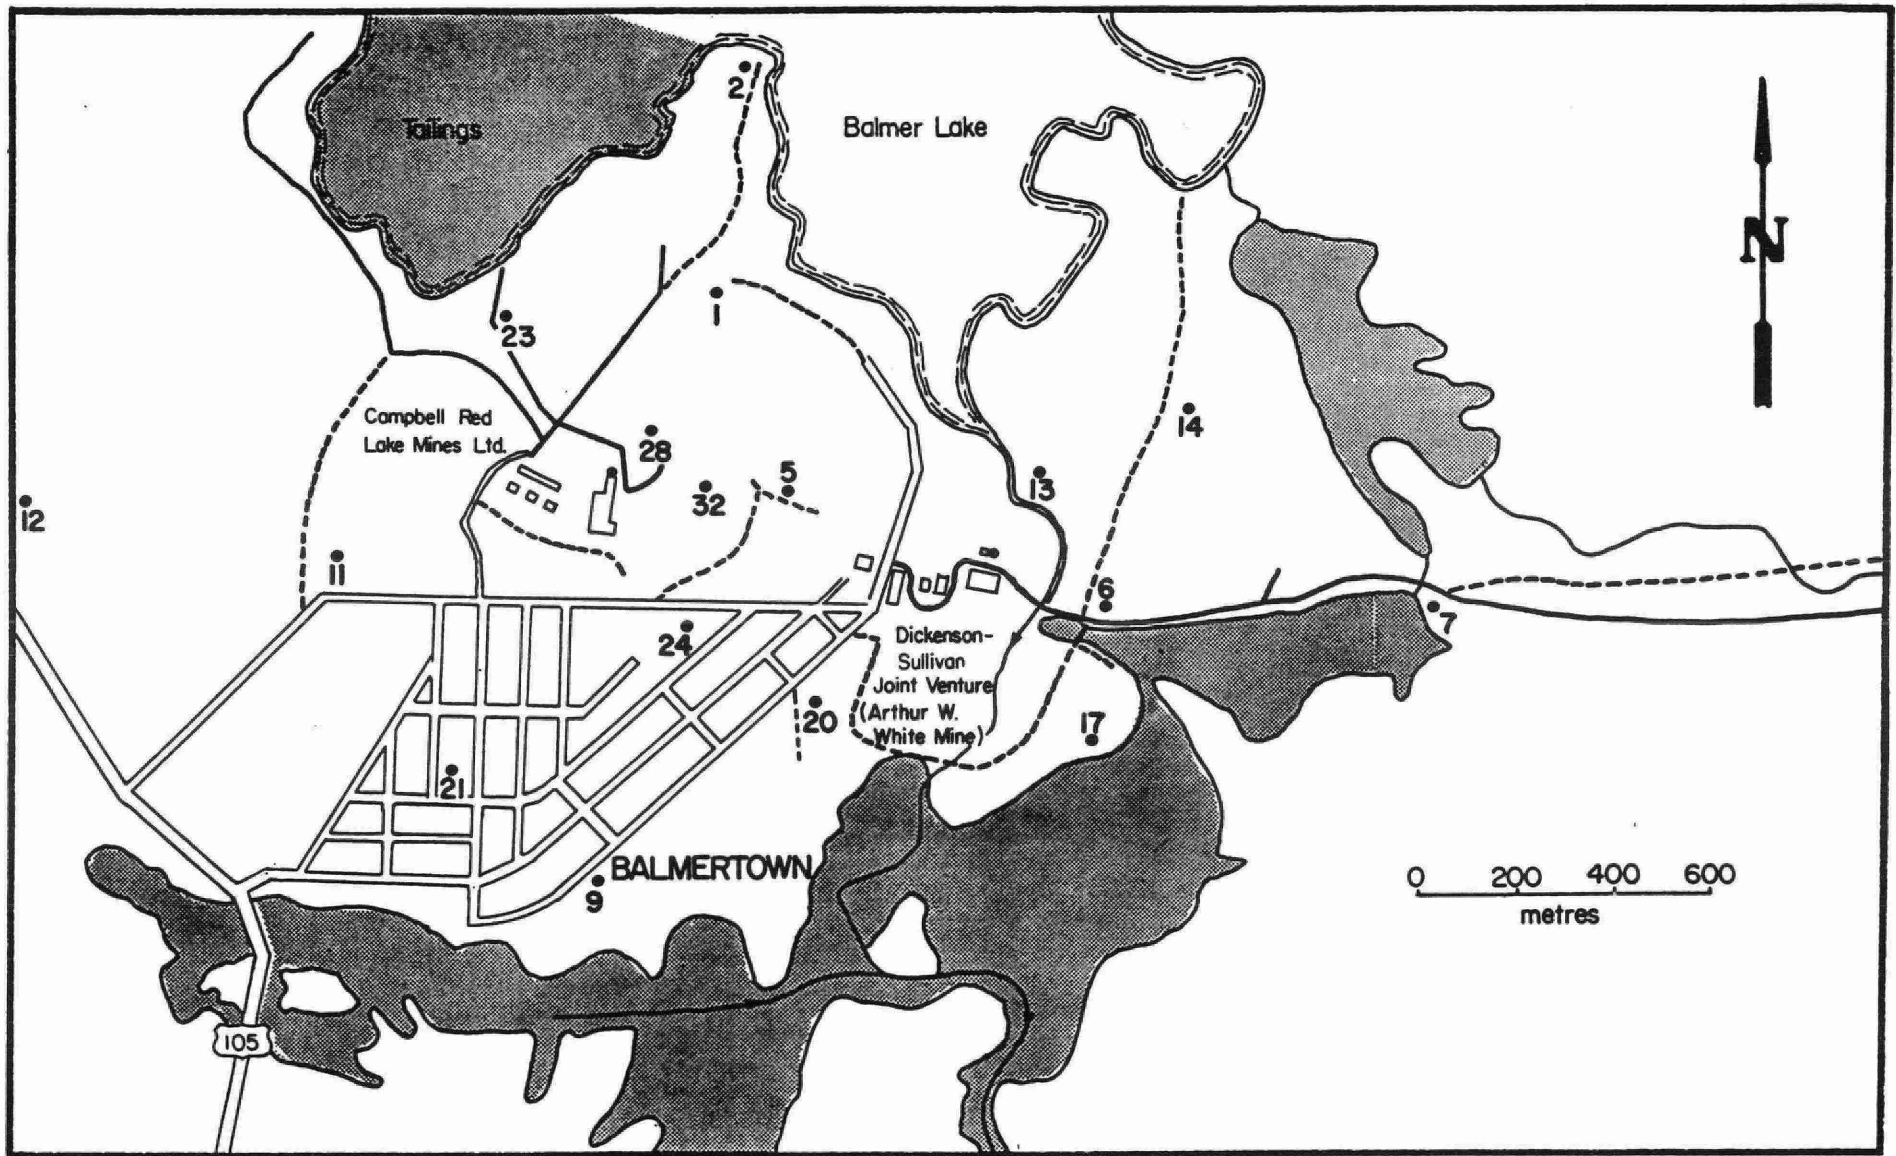 2
Tailings
Balmer Lake
N
1
23
Campbell Red
Lake Mines Ltd.
28
14
5
13
32
12
11
6
7
24
Dickenson-
Sullivan
Joint Venture
(Arthur W.
White Mine)
20
17
21
BALMERTOWN
9
0 200 400 600
metres
105